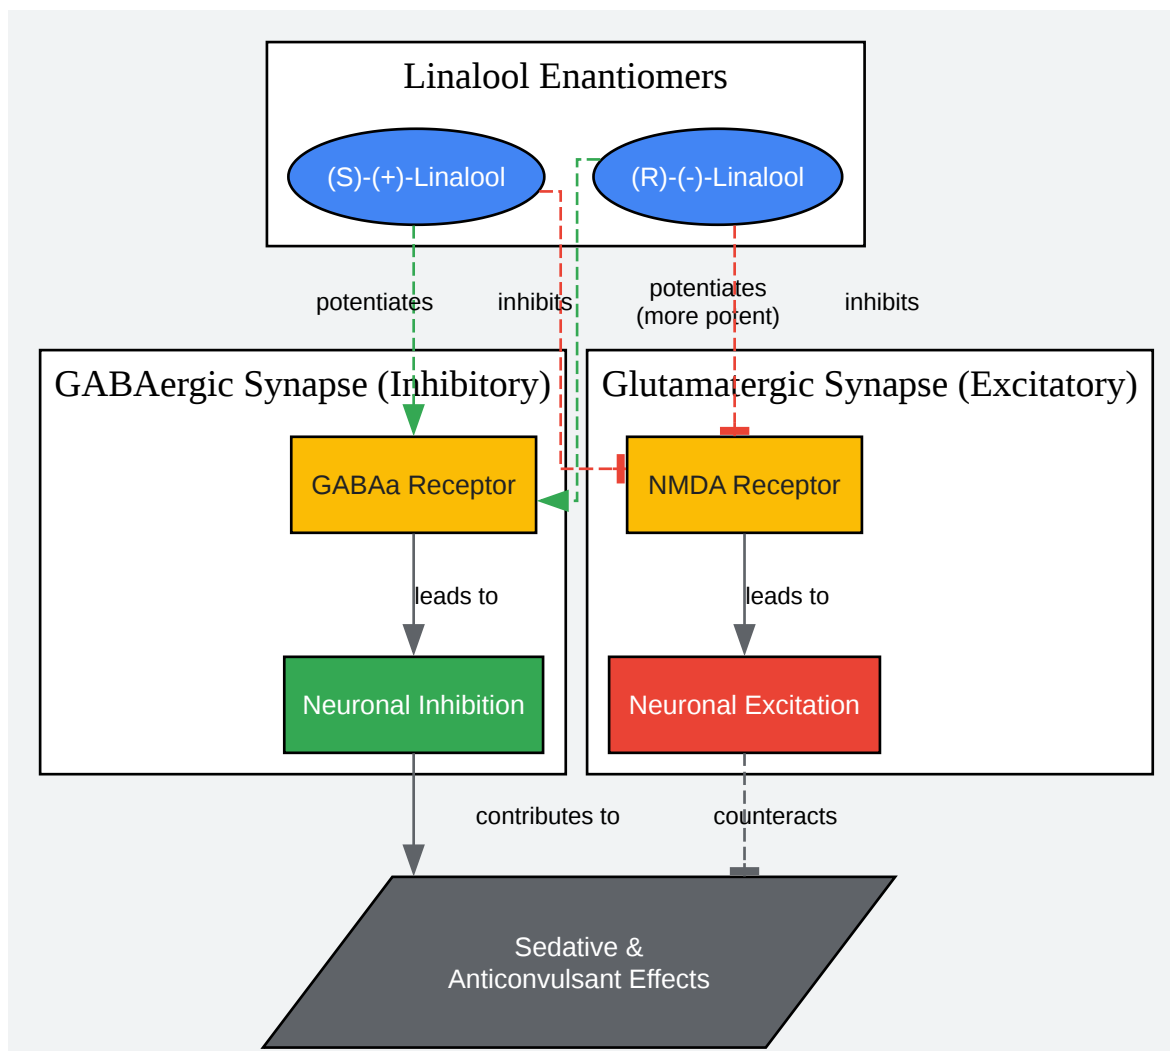 Linalool Enantiomers
(S)-(+)-Linalool
(R)-(-)-Linalool
potentiates
inhibits
potentiates
(more potent)
inhibits
GABAergic Synapse (Inhibitory)
Glutamatergic Synapse (Excitatory)
GABAa Receptor
NMDA Receptor
leads to
leads to
Neuronal Inhibition
Neuronal Excitation
contributes to
counteracts
Sedative &
Anticonvulsant Effects